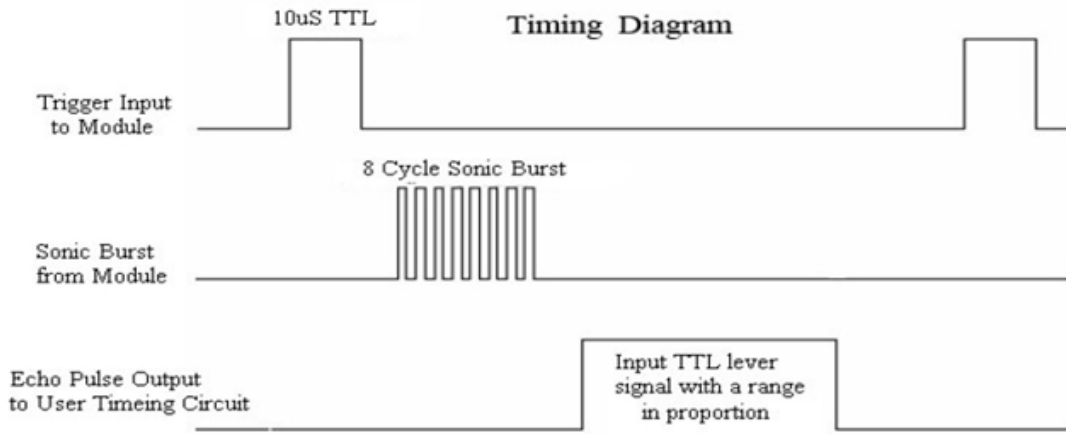 10uS TTL
Timing Diagram
Trigger Input
to Module
8 Cycle Sonic Burst
Sonic Burst
from Module
Echo Pulse Output
to User Timeing Circuit
Input TTL lever
signal with a range
in proportion